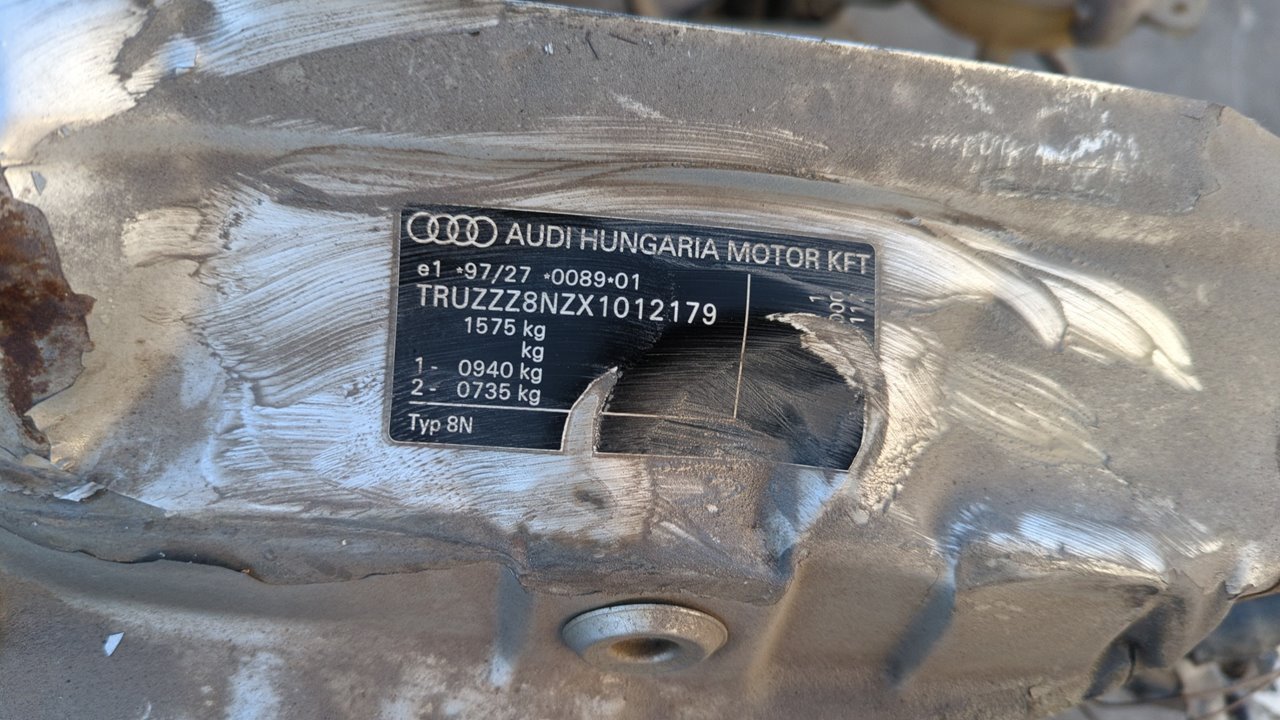 AUDI HUNGARIA MOTOR KFT
e1 *97/27 *0089*01
TRUZZZ8NZX1012179
1575 kg
kg
1- 0940 kg
2- 0735 kg
Typ 8N